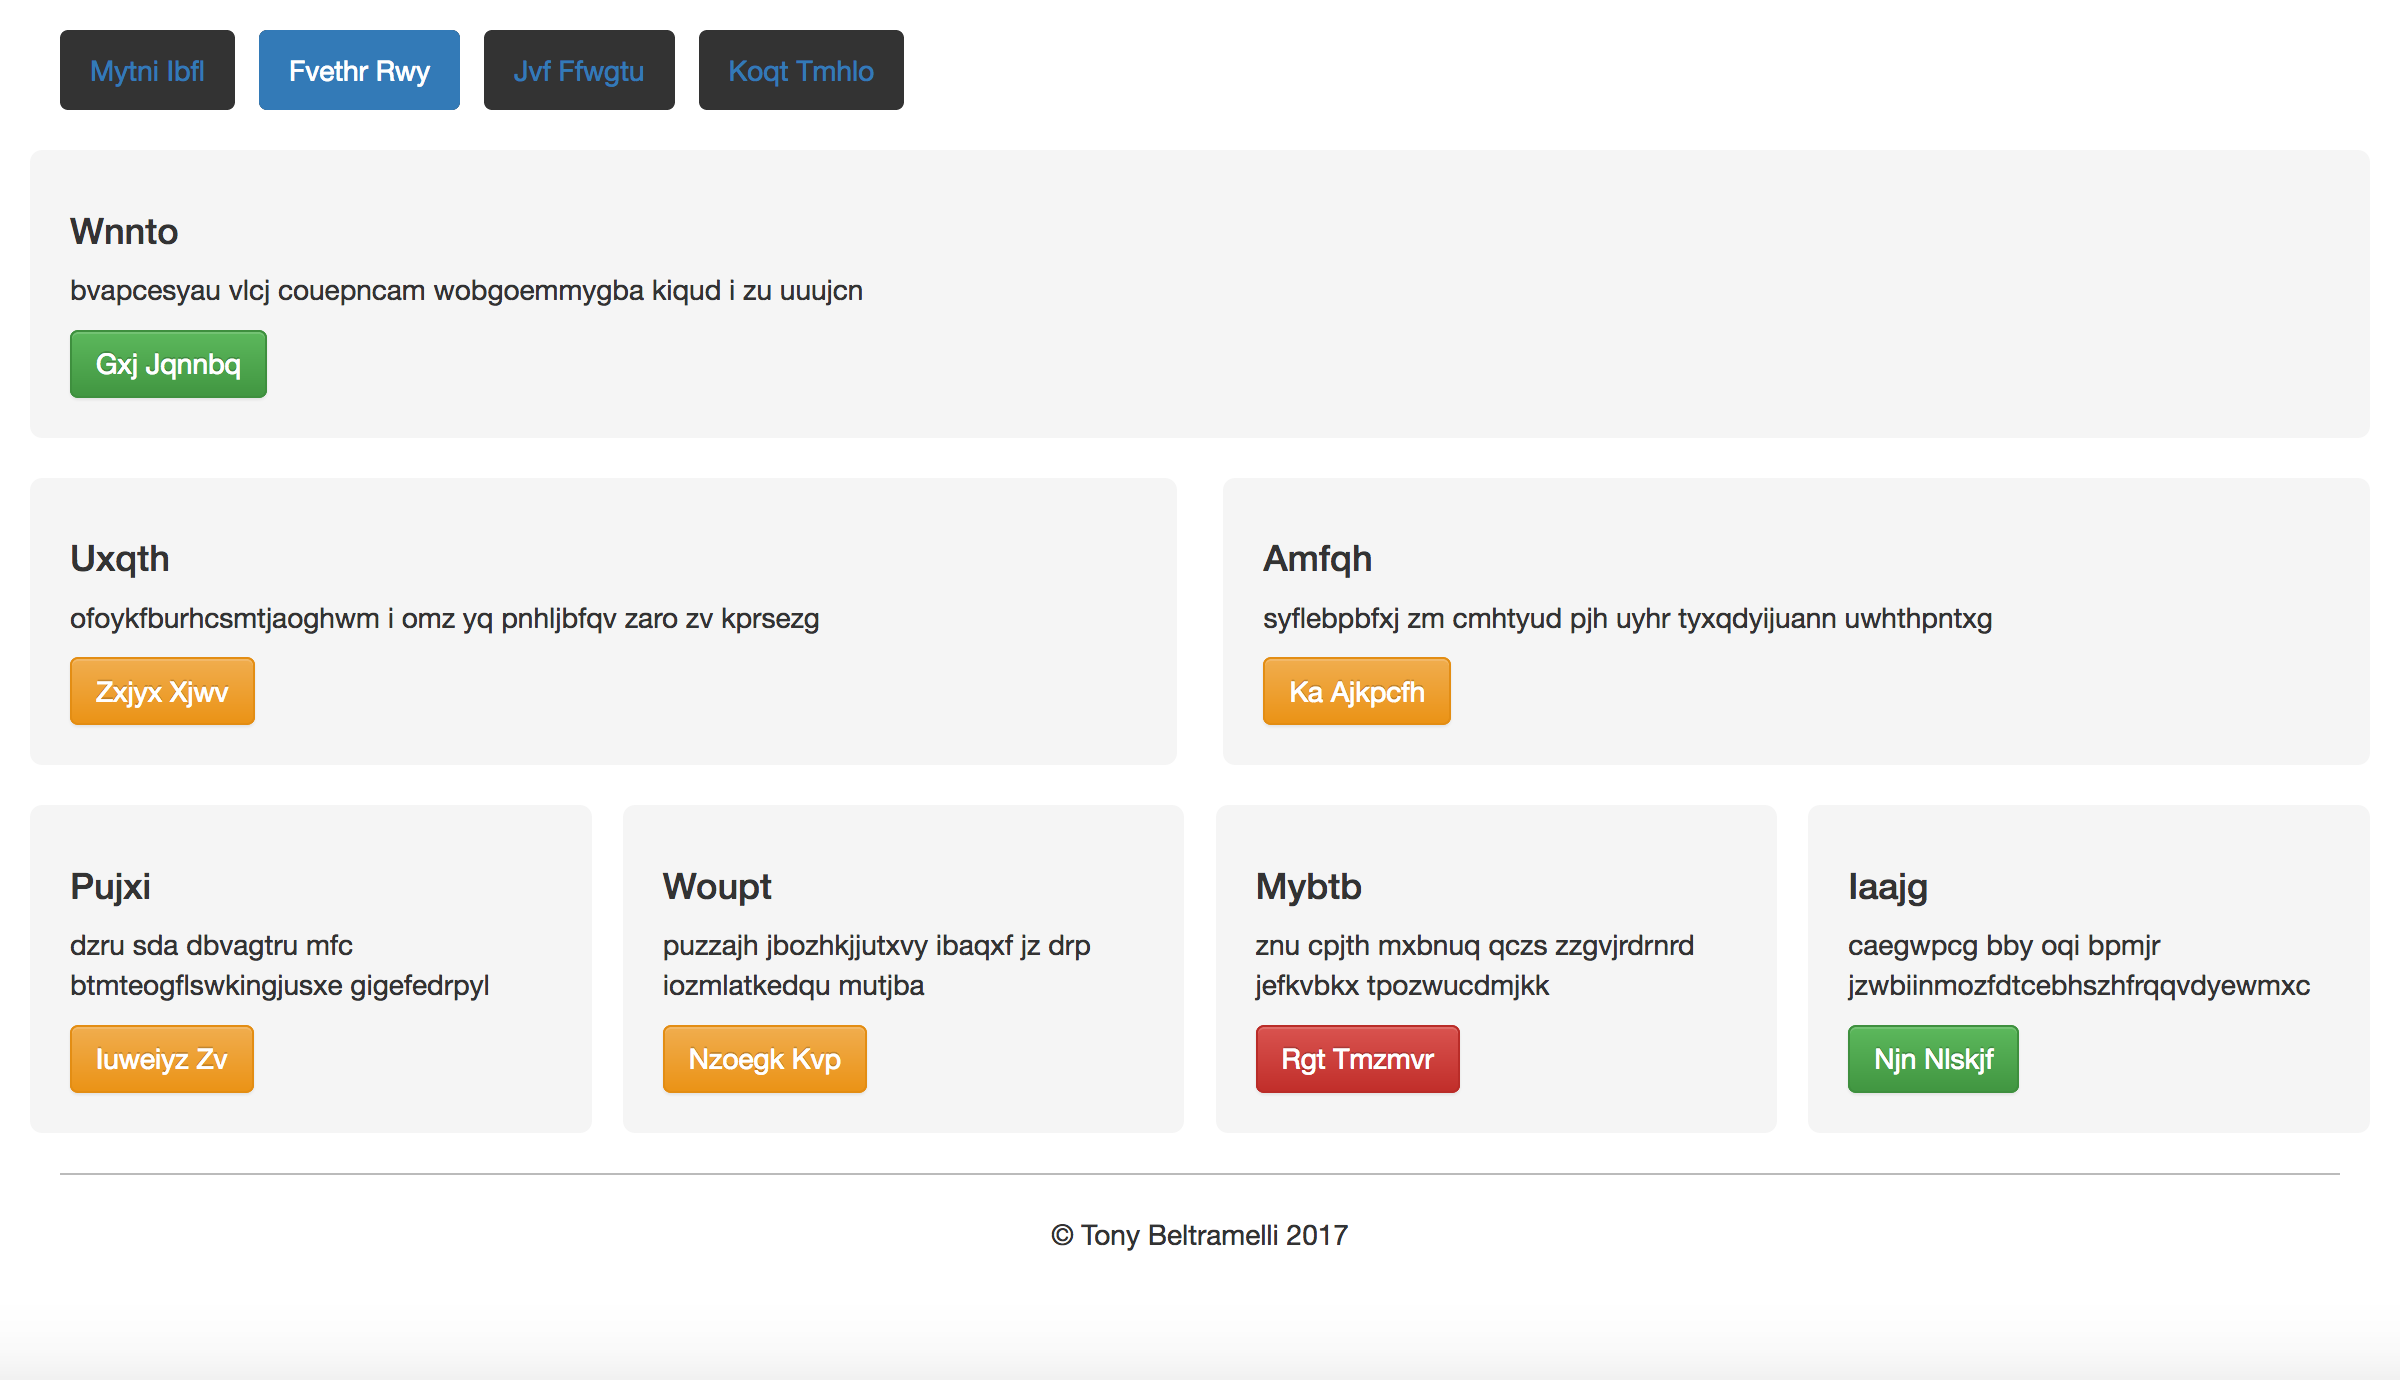 Mytni Ibfl
Fvethr Rwy
Jvf Ffwgtu
Koqt Tmhlo
Wnnto
bvapcesyau vlcj couepncam wobgoemmygba kiqud i zu uuujcn
Gxj Jqnnbq
Uxqth
ofoykfburhcsmtjaoghwm i omz yq pnhljbfqv zaro zv kprsezg
Zxjyx Xjwv
Amfqh
syflebpbfxj zm cmhtyud pjh uyhr tyxqdyijuann uwhthpntxg
Ka Ajkpcfh
Pujxi
dzru sda dbvagtru mfc
btmteogflswkingjusxe gigefedrpyl
Iuweiyz Zv
Woupt
puzzajh jbozhkjjutxvy ibaqxf jz drp
iozmlatkedqu mutjba
Nzoegk Kvp
Mybtb
znu cpjth mxbnuq qczs zzgvjrdrnrd
jefkvbkx tpozwucdmjkk
Rgt Tmzmvr
Iaajg
caegwpcg bby oqi bpmjr
jzwbiinmozfdtcebhszhfrqqvdyewmxc
Njn Nlskjf
© Tony Beltramelli 2017